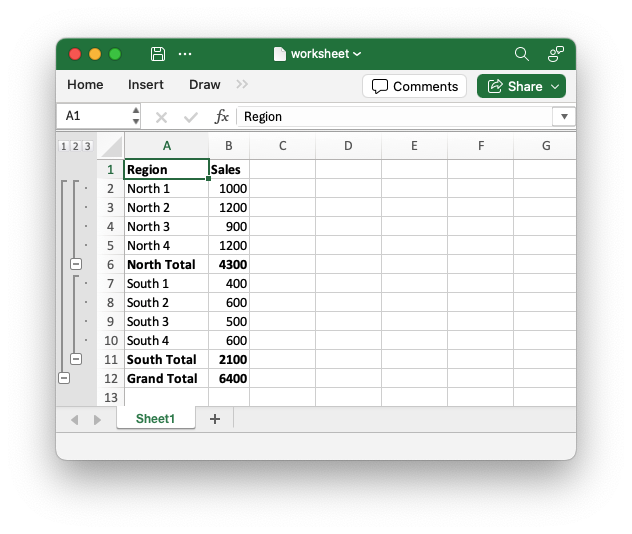 worksheet
Home Insert Draw Comments Share
A1 fx Region
1 2 3 A B C D E F G
1 Region Sales
2 North 1 1000
3 North 2 1200
4 North 3 900
5 North 4 1200
6 North Total 4300
7 South 1 400
8 South 2 600
9 South 3 500
10 South 4 600
11 South Total 2100
12 Grand Total 6400
13
Sheet1 +